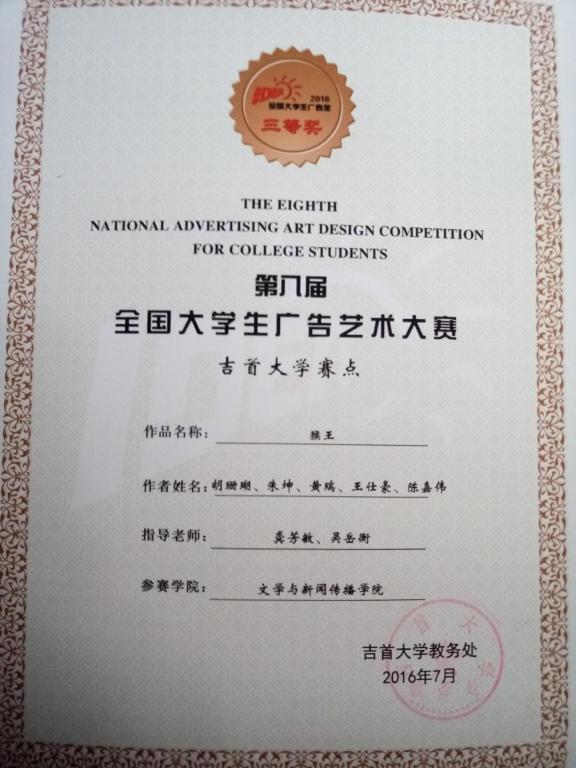 2016
全国大学生广告奖
三等奖
THE EIGHTH
NATIONAL ADVERTISING ART DESIGN COMPETITION
FOR COLLEGE STUDENTS
第八届
全国大学生广告艺术大赛
吉首大学赛点
作品名称: 猴王
作者姓名: 胡珊瑚、朱坤、黄瑞、王仕豪、陈嘉伟
指导老师: 龚芳敏、吴岳衡
参赛学院: 文学与新闻传播学院
吉首大学教务处
2016年7月